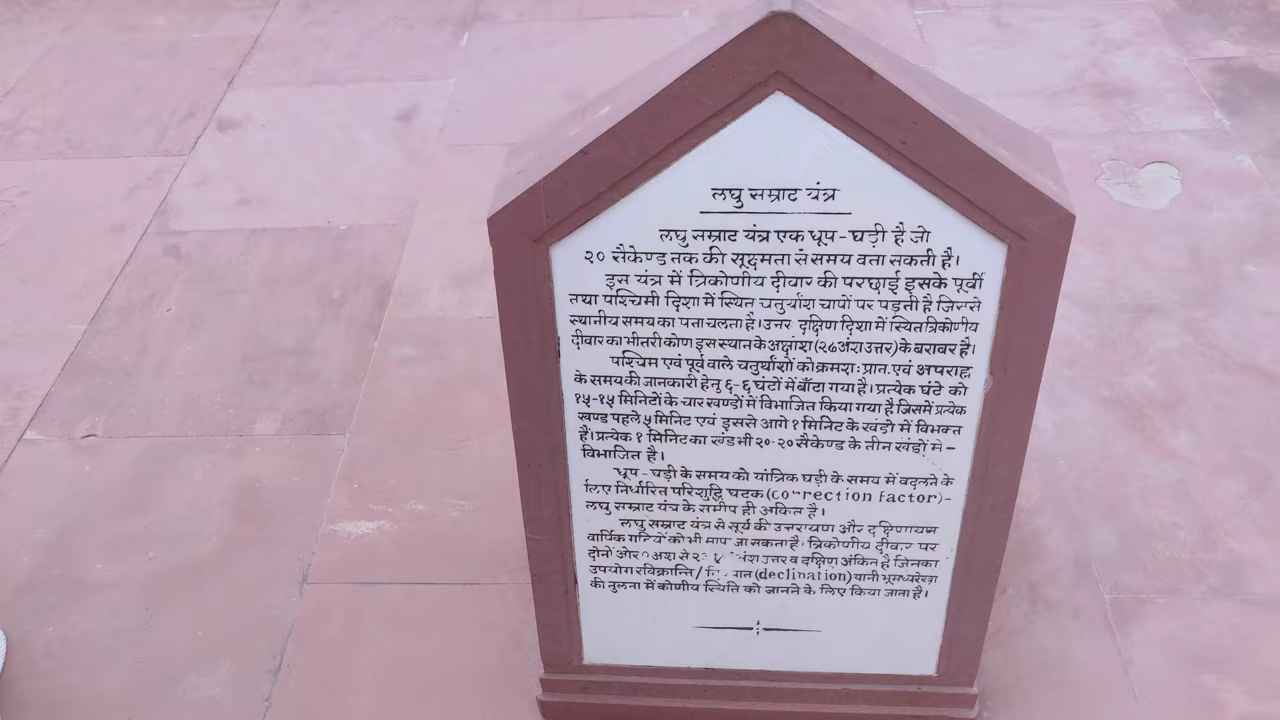 लघु सम्राट यंत्र
लघु सम्राट यंत्र एक धूप-घड़ी है जो
२० सैकेण्ड तक की सूक्ष्मता से समय बता सकती है।
इस यंत्र में त्रिकोणीय दीवार की परछाई इसके पूर्वी
तथा पश्चिमी दिशा में स्थित चतुर्थांश चापों पर पड़ती है जिससे
स्थानीय समय का पता चलता है। उत्तर दक्षिण दिशा में स्थित त्रिकोणीय
दीवार का भीतरी कोण इस स्थान के अक्षांश (२७अंश उत्तर) के बराबर है।
पश्चिम एवं पूर्व वाले चतुर्थांशों को क्रमशः प्रातः एवं अपराह्न
के समय की जानकारी हेतु ६-६ घंटों में बाँटा गया है। प्रत्येक घंटे को
१५-१५ मिनिटों के चार खण्डों में विभाजित किया गया है जिसमें प्रत्येक
खण्ड पहले ५ मिनिट एवं इससे आगे १ मिनिट के खंडो में विभक्त
है। प्रत्येक १ मिनिट का खंड भी २०-२० सैकेण्ड के तीन खंडों मे-
विभाजित है।
धूप-घड़ी के समय को यांत्रिक घड़ी के समय में बदलने के
लिए निर्धारित परिशुद्धि घटक (correction factor)-
लघु सम्राट यंत्र के समीप ही अंकित है।
लघु सम्राट यंत्र से सूर्य की उत्तरायण और दक्षिणायन
वार्षिक गतियों को भी मापा जा सकता है। त्रिकोणीय दीवार पर
दोनों ओर अंश से अंश उत्तर व दक्षिण अंकित है जिनका
उपयोग रविक्रान्ति/ (declination) यानी भूमध्यरेखा
की तुलना में कोणीय स्थिति को जानने के लिए किया जाता है।